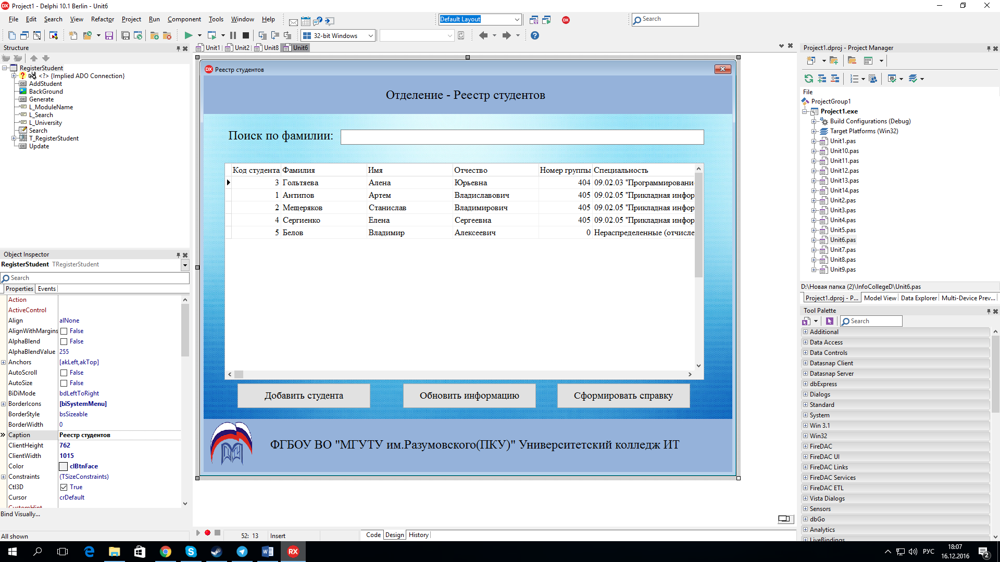 Project1 - Delphi 10.1 Berlin - Unit6
File Edit Search View Refactor Project Run Component Tools Window Help
Default Layout
Search
32-bit Windows
Structure
RegisterStudent
<?> {Implied ADO Connection}
AddStudent
BackGround
Generate
L_ModuleName
L_Search
L_University
Search
T_RegisterStudent
Update
Object Inspector
RegisterStudent TRegisterStudent
Search
Properties Events
Action
ActiveControl
Align alNone
AlignWithMargins False
AlphaBlend False
AlphaBlendValue 255
Anchors [akLeft,akTop]
AutoScroll False
AutoSize False
BiDiMode bdLeftToRight
BorderIcons [biSystemMenu]
BorderStyle bsSizeable
BorderWidth 0
Caption Реестр студентов
ClientHeight 762
ClientWidth 1015
Color clBtnFace
Constraints (TSizeConstraints)
Ctl3D True
Cursor crDefault
CustomHint
Bind Visually...
All shown
Unit1 Unit2 Unit8 Unit6
Реестр студентов
Отделение - Реестр студентов
Поиск по фамилии:
Код студента Фамилия Имя Отчество Номер группы Специальность
3 Гольтяева Алена Юрьевна 404 09.02.03 "Программировани
1 Антипов Артем Владиславович 405 09.02.05 "Прикладная инфор
2 Мещеряков Станислав Владимирович 405 09.02.05 "Прикладная инфор
4 Сергиенко Елена Сергеевна 405 09.02.05 "Прикладная инфор
5 Белов Владимир Алексеевич 0 Нераспределенные (отчисле
Добавить студента Обновить информацию Сформировать справку
ФГБОУ ВО "МГУТУ им.Разумовского(ПКУ)" Университетский колледж ИТ
52: 13 Insert
Code Design History
Project1.dproj - Project Manager
File
ProjectGroup1
Project1.exe
Build Configurations (Debug)
Target Platforms (Win32)
Unit1.pas
Unit10.pas
Unit11.pas
Unit12.pas
Unit13.pas
Unit14.pas
Unit2.pas
Unit3.pas
Unit4.pas
Unit5.pas
Unit6.pas
Unit7.pas
Unit8.pas
Unit9.pas
D:\Новая папка (2)\InfoCollegeD\Unit6.pas
Project1.dproj - P... Model View Data Explorer Multi-Device Prev...
Tool Palette
Search
Additional
Data Access
Data Controls
Datasnap Client
Datasnap Server
dbExpress
Dialogs
Standard
System
Win 3.1
Win32
FireDAC
FireDAC UI
FireDAC Links
FireDAC Services
FireDAC ETL
Vista Dialogs
Sensors
dbGo
Analytics
LiveBindings
РУС
18:07
16.12.2016
2